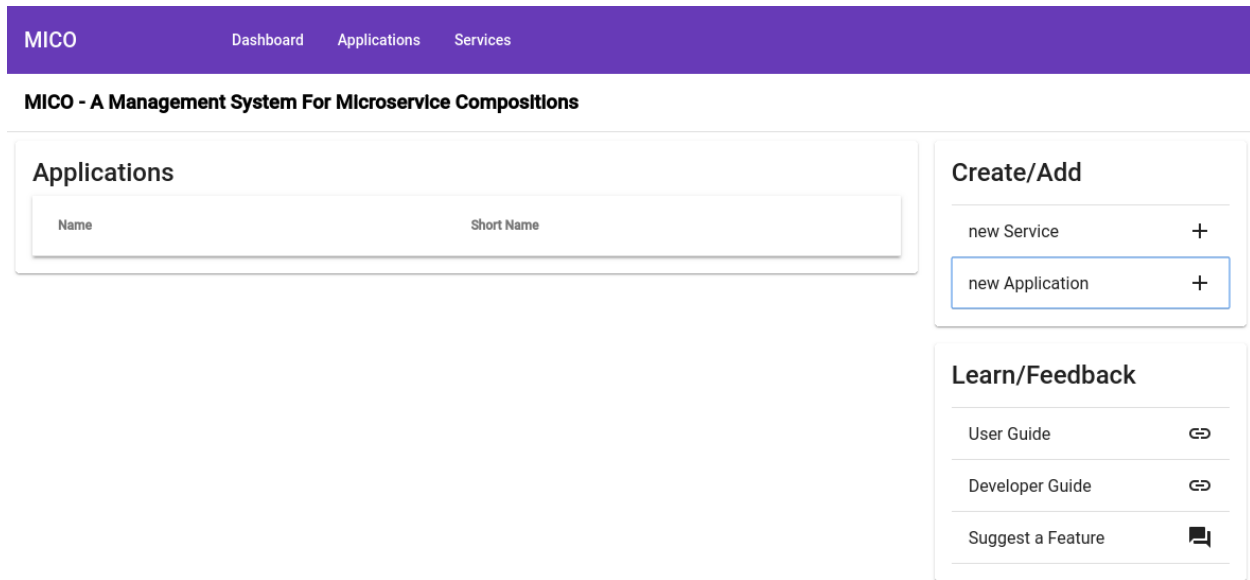 MICO Dashboard Applications Services
MICO - A Management System For Microservice Compositions
Applications
Name Short Name
Create/Add
new Service
new Application
Learn/Feedback
User Guide
Developer Guide
Suggest a Feature